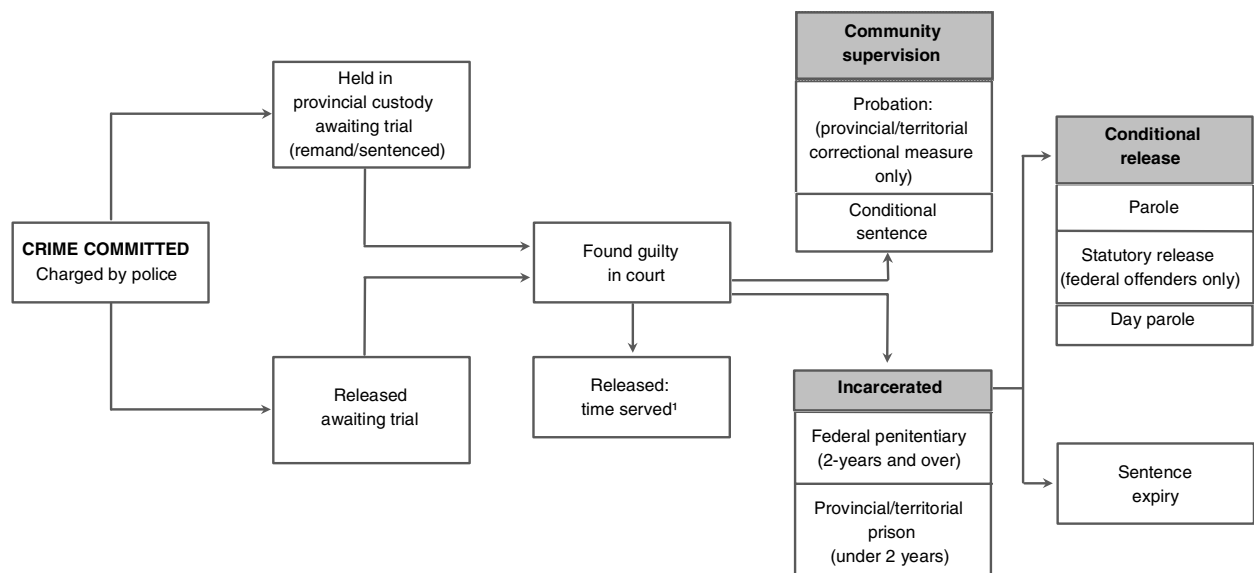 CRIME COMMITTED
Charged by police
Held in
provincial custody
awaiting trial
(remand/sentenced)
Released
awaiting trial
Found guilty
in court
Released:
time served¹
Community
supervision
Probation:
(provincial/territorial
correctional measure
only)
Conditional
sentence
Incarcerated
Federal penitentiary
(2-years and over)
Provincial/territorial
prison
(under 2 years)
Conditional
release
Parole
Statutory release
(federal offenders only)
Day parole
Sentence
expiry